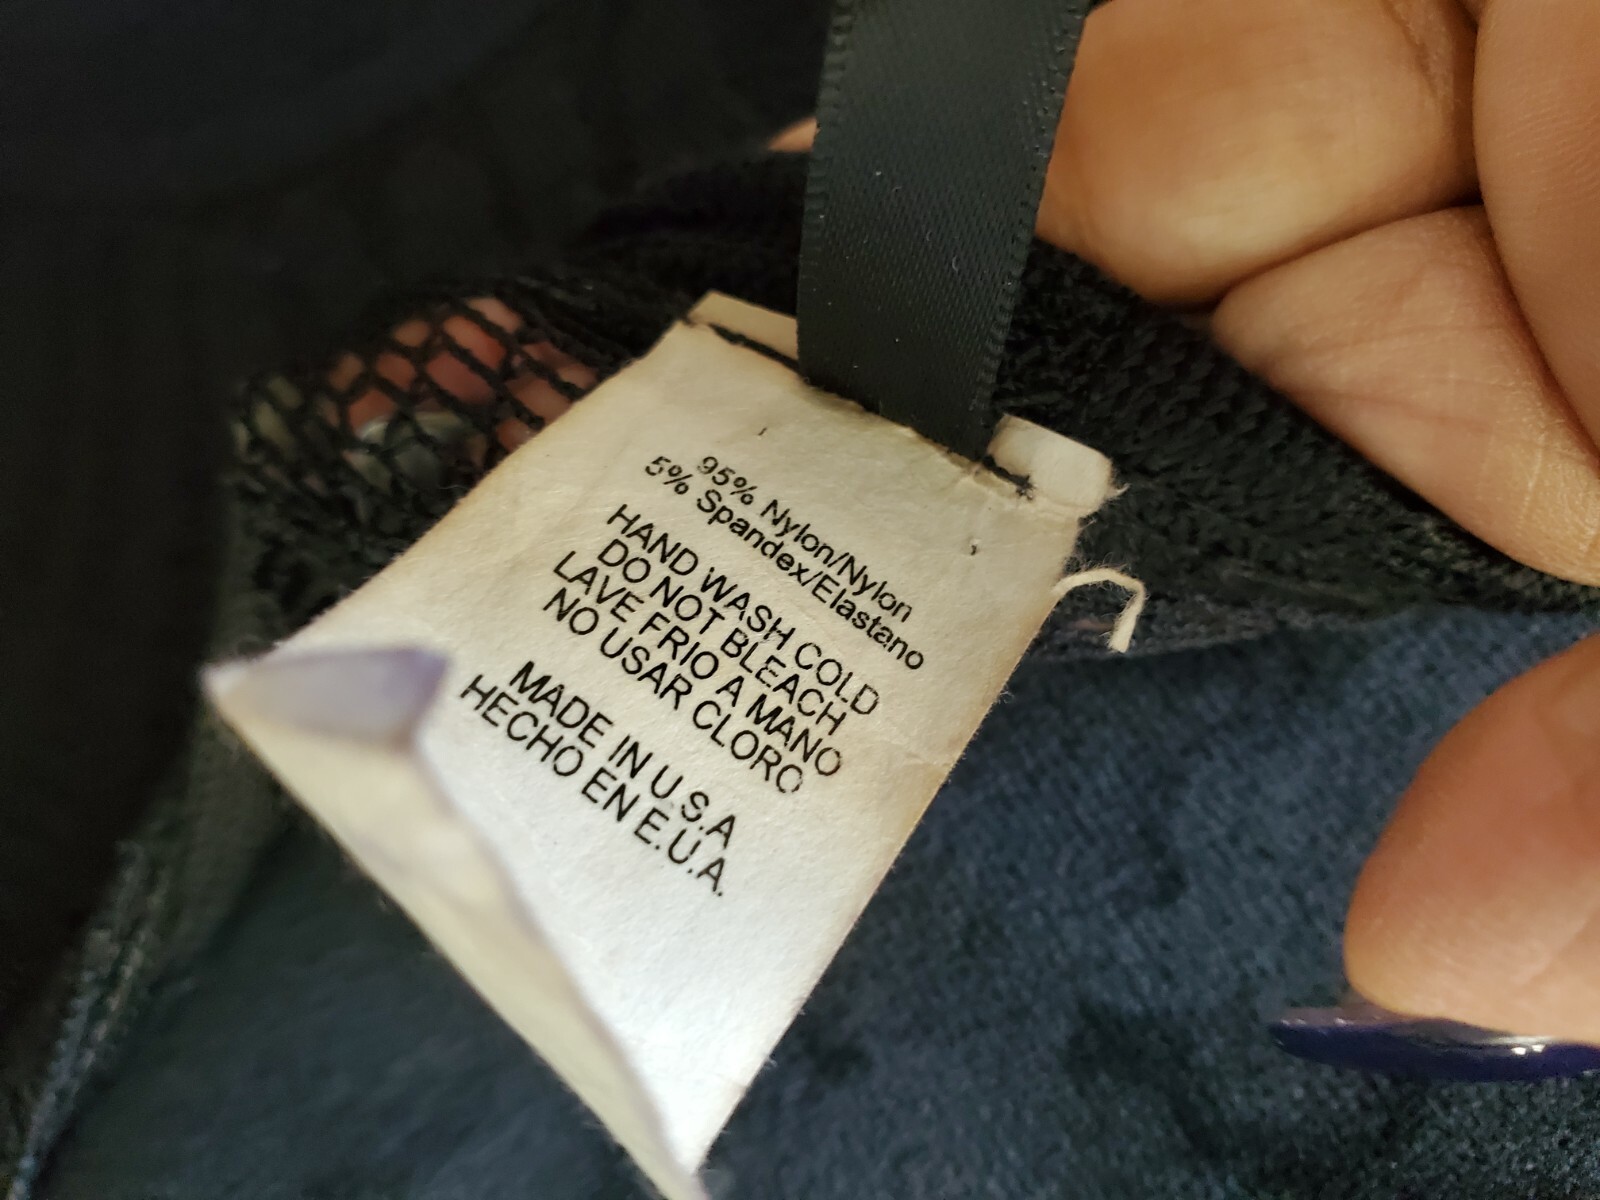 95% Nylon/Nylon
5% Spandex/Elastano
HAND WASH COLD
DO NOT BLEACH
LAVE FRIO A MANO
NO USAR CLORO
MADE IN U.S.A
HECHO EN E.U.A.